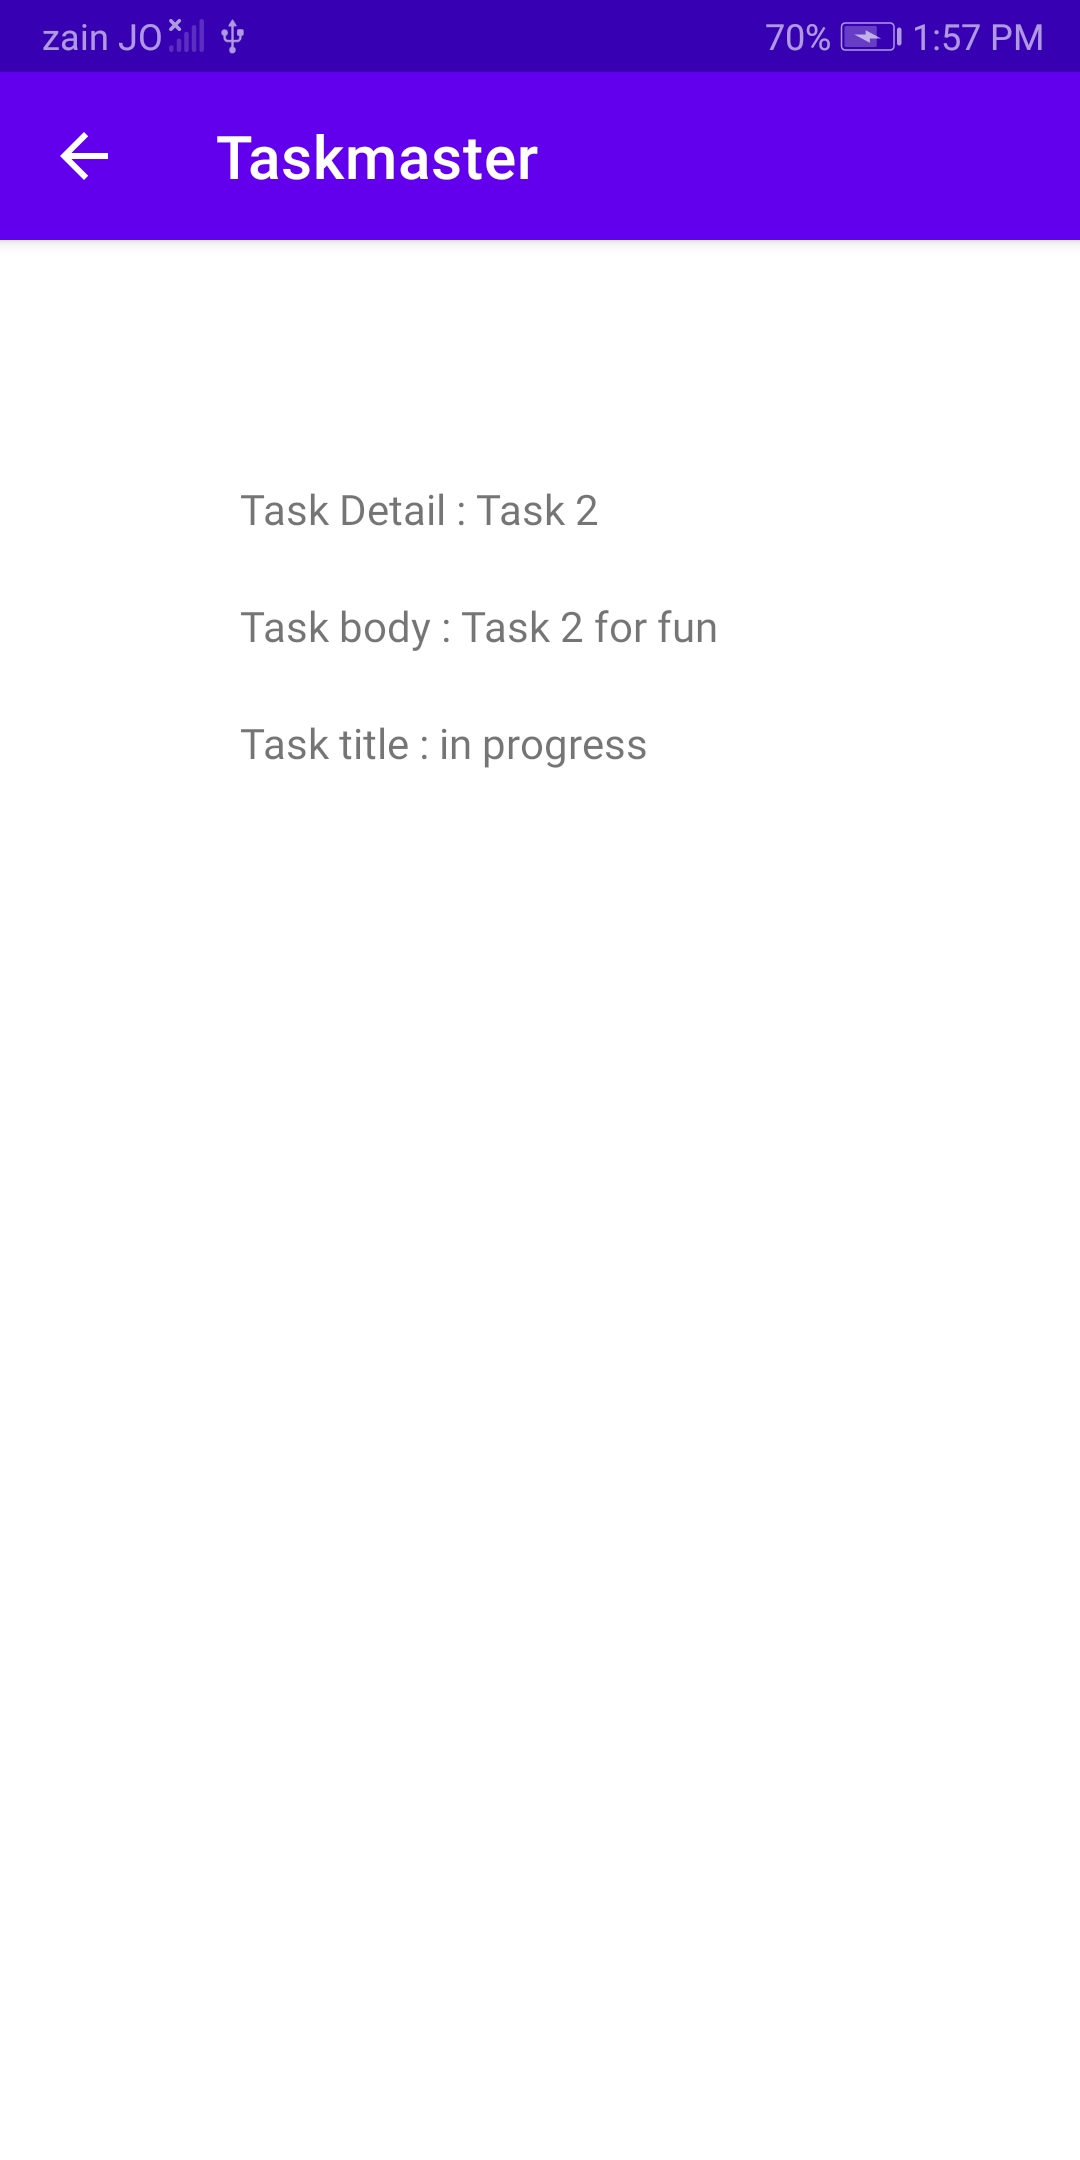 zain JO 70% 1:57 PM
Taskmaster
Task Detail : Task 2
Task body : Task 2 for fun
Task title : in progress